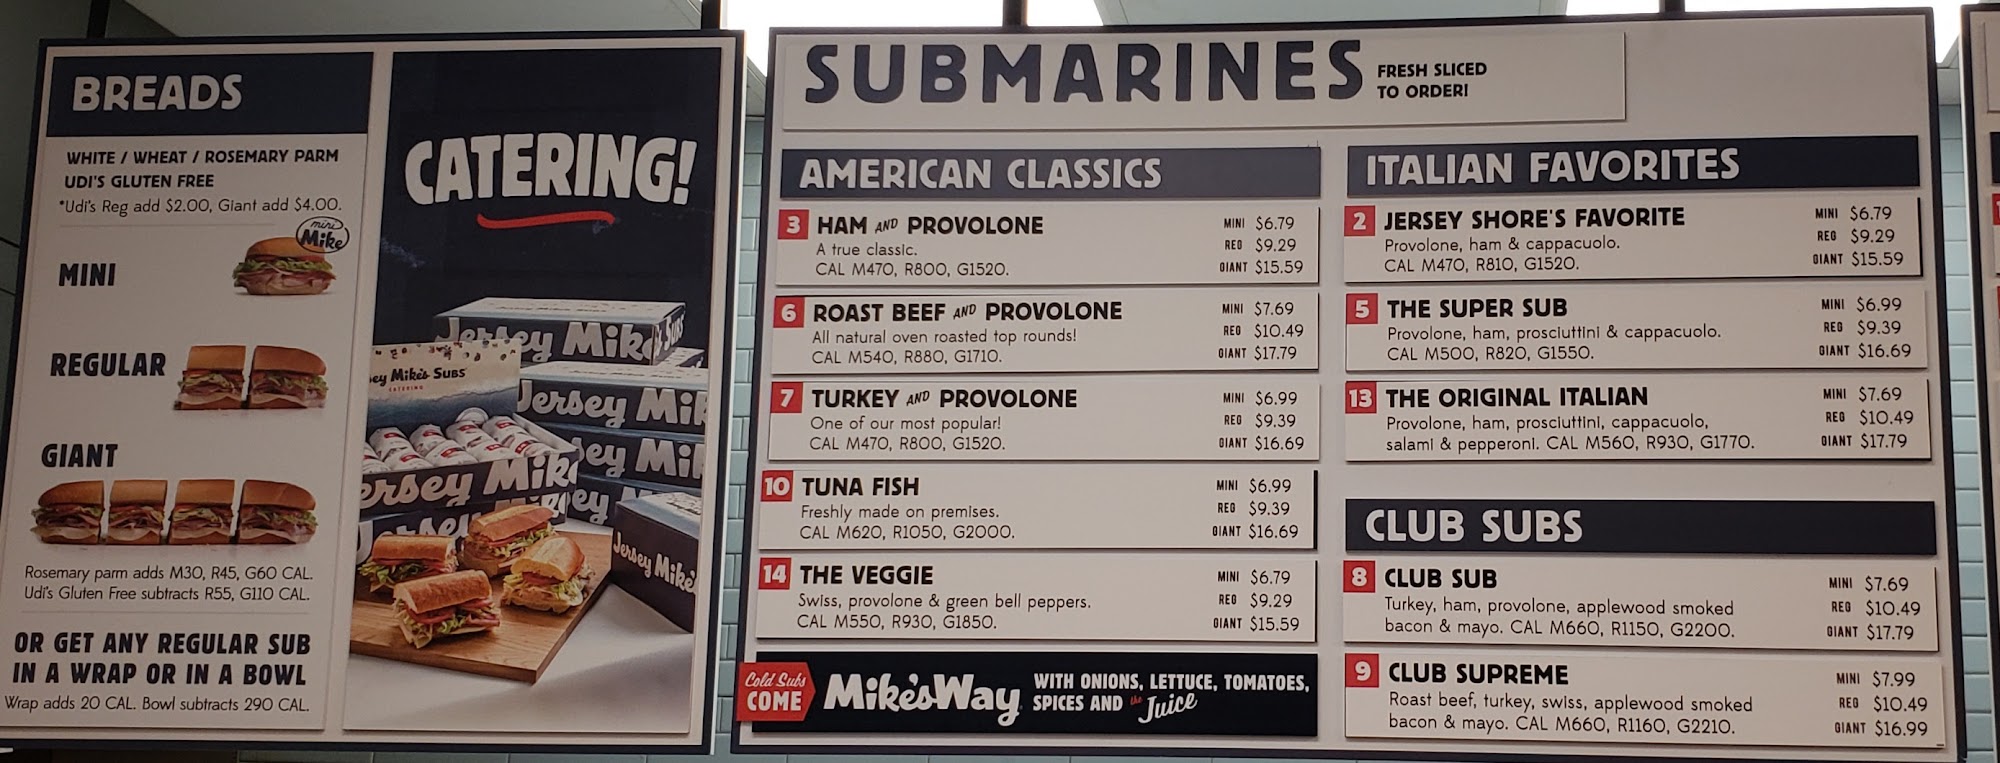 BREADS
WHITE / WHEAT / ROSEMARY PARM
UDI'S GLUTEN FREE
*Udi's Reg add $2.00, Giant add $4.00.
mini
Mike
MINI
REGULAR
GIANT
Rosemary parm adds M30, R45, G60 CAL.
Udi's Gluten Free subtracts R55, G110 CAL.
OR GET ANY REGULAR SUB
IN A WRAP OR IN A BOWL
Wrap adds 20 CAL. Bowl subtracts 290 CAL.
CATERING!
Jersey Mike's Subs
ey Mike's Subs
CATERING
Jersey Mik
ey Mi
ersey Mike
Jersey Mike's
SUBMARINES
FRESH SLICED
TO ORDER!
AMERICAN CLASSICS
3 HAM AND PROVOLONE MINI $6.79
A true classic. REG $9.29
CAL M470, R800, G1520. GIANT $15.59
6 ROAST BEEF AND PROVOLONE MINI $7.69
All natural oven roasted top rounds! REG $10.49
CAL M540, R880, G1710. GIANT $17.79
7 TURKEY AND PROVOLONE MINI $6.99
One of our most popular! REG $9.39
CAL M470, R800, G1520. GIANT $16.69
10 TUNA FISH MINI $6.99
Freshly made on premises. REG $9.39
CAL M620, R1050, G2000. GIANT $16.69
14 THE VEGGIE MINI $6.79
Swiss, provolone & green bell peppers. REG $9.29
CAL M550, R930, G1850. GIANT $15.59
Cold Subs
COME
Mike's Way
WITH ONIONS, LETTUCE, TOMATOES,
SPICES AND the Juice
ITALIAN FAVORITES
2 JERSEY SHORE'S FAVORITE MINI $6.79
Provolone, ham & cappacuolo. REG $9.29
CAL M470, R810, G1520. GIANT $15.59
5 THE SUPER SUB MINI $6.99
Provolone, ham, prosciuttini & cappacuolo. REG $9.39
CAL M500, R820, G1550. GIANT $16.69
13 THE ORIGINAL ITALIAN MINI $7.69
Provolone, ham, prosciuttini, cappacuolo, REG $10.49
salami & pepperoni. CAL M560, R930, G1770. GIANT $17.79
CLUB SUBS
8 CLUB SUB MINI $7.69
Turkey, ham, provolone, applewood smoked REG $10.49
bacon & mayo. CAL M660, R1150, G2200. GIANT $17.79
9 CLUB SUPREME MINI $7.99
Roast beef, turkey, swiss, applewood smoked REG $10.49
bacon & mayo. CAL M660, R1160, G2210. GIANT $16.99